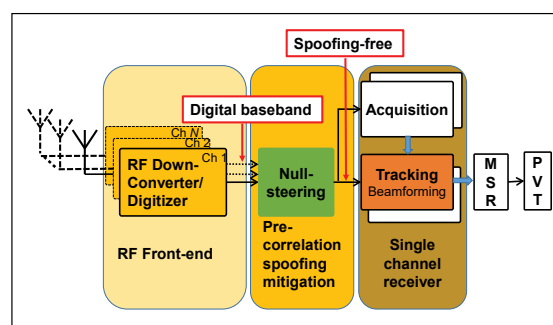 Spoofing-free
Digital baseband
Acquisition
Ch N
Ch 2
Ch 1
RF Down-
Converter/
Digitizer
Null-
steering
Tracking
Beamforming
M
S
R
P
V
T
RF Front-end
Pre-
correlation
spoofing
mitigation
Single
channel
receiver